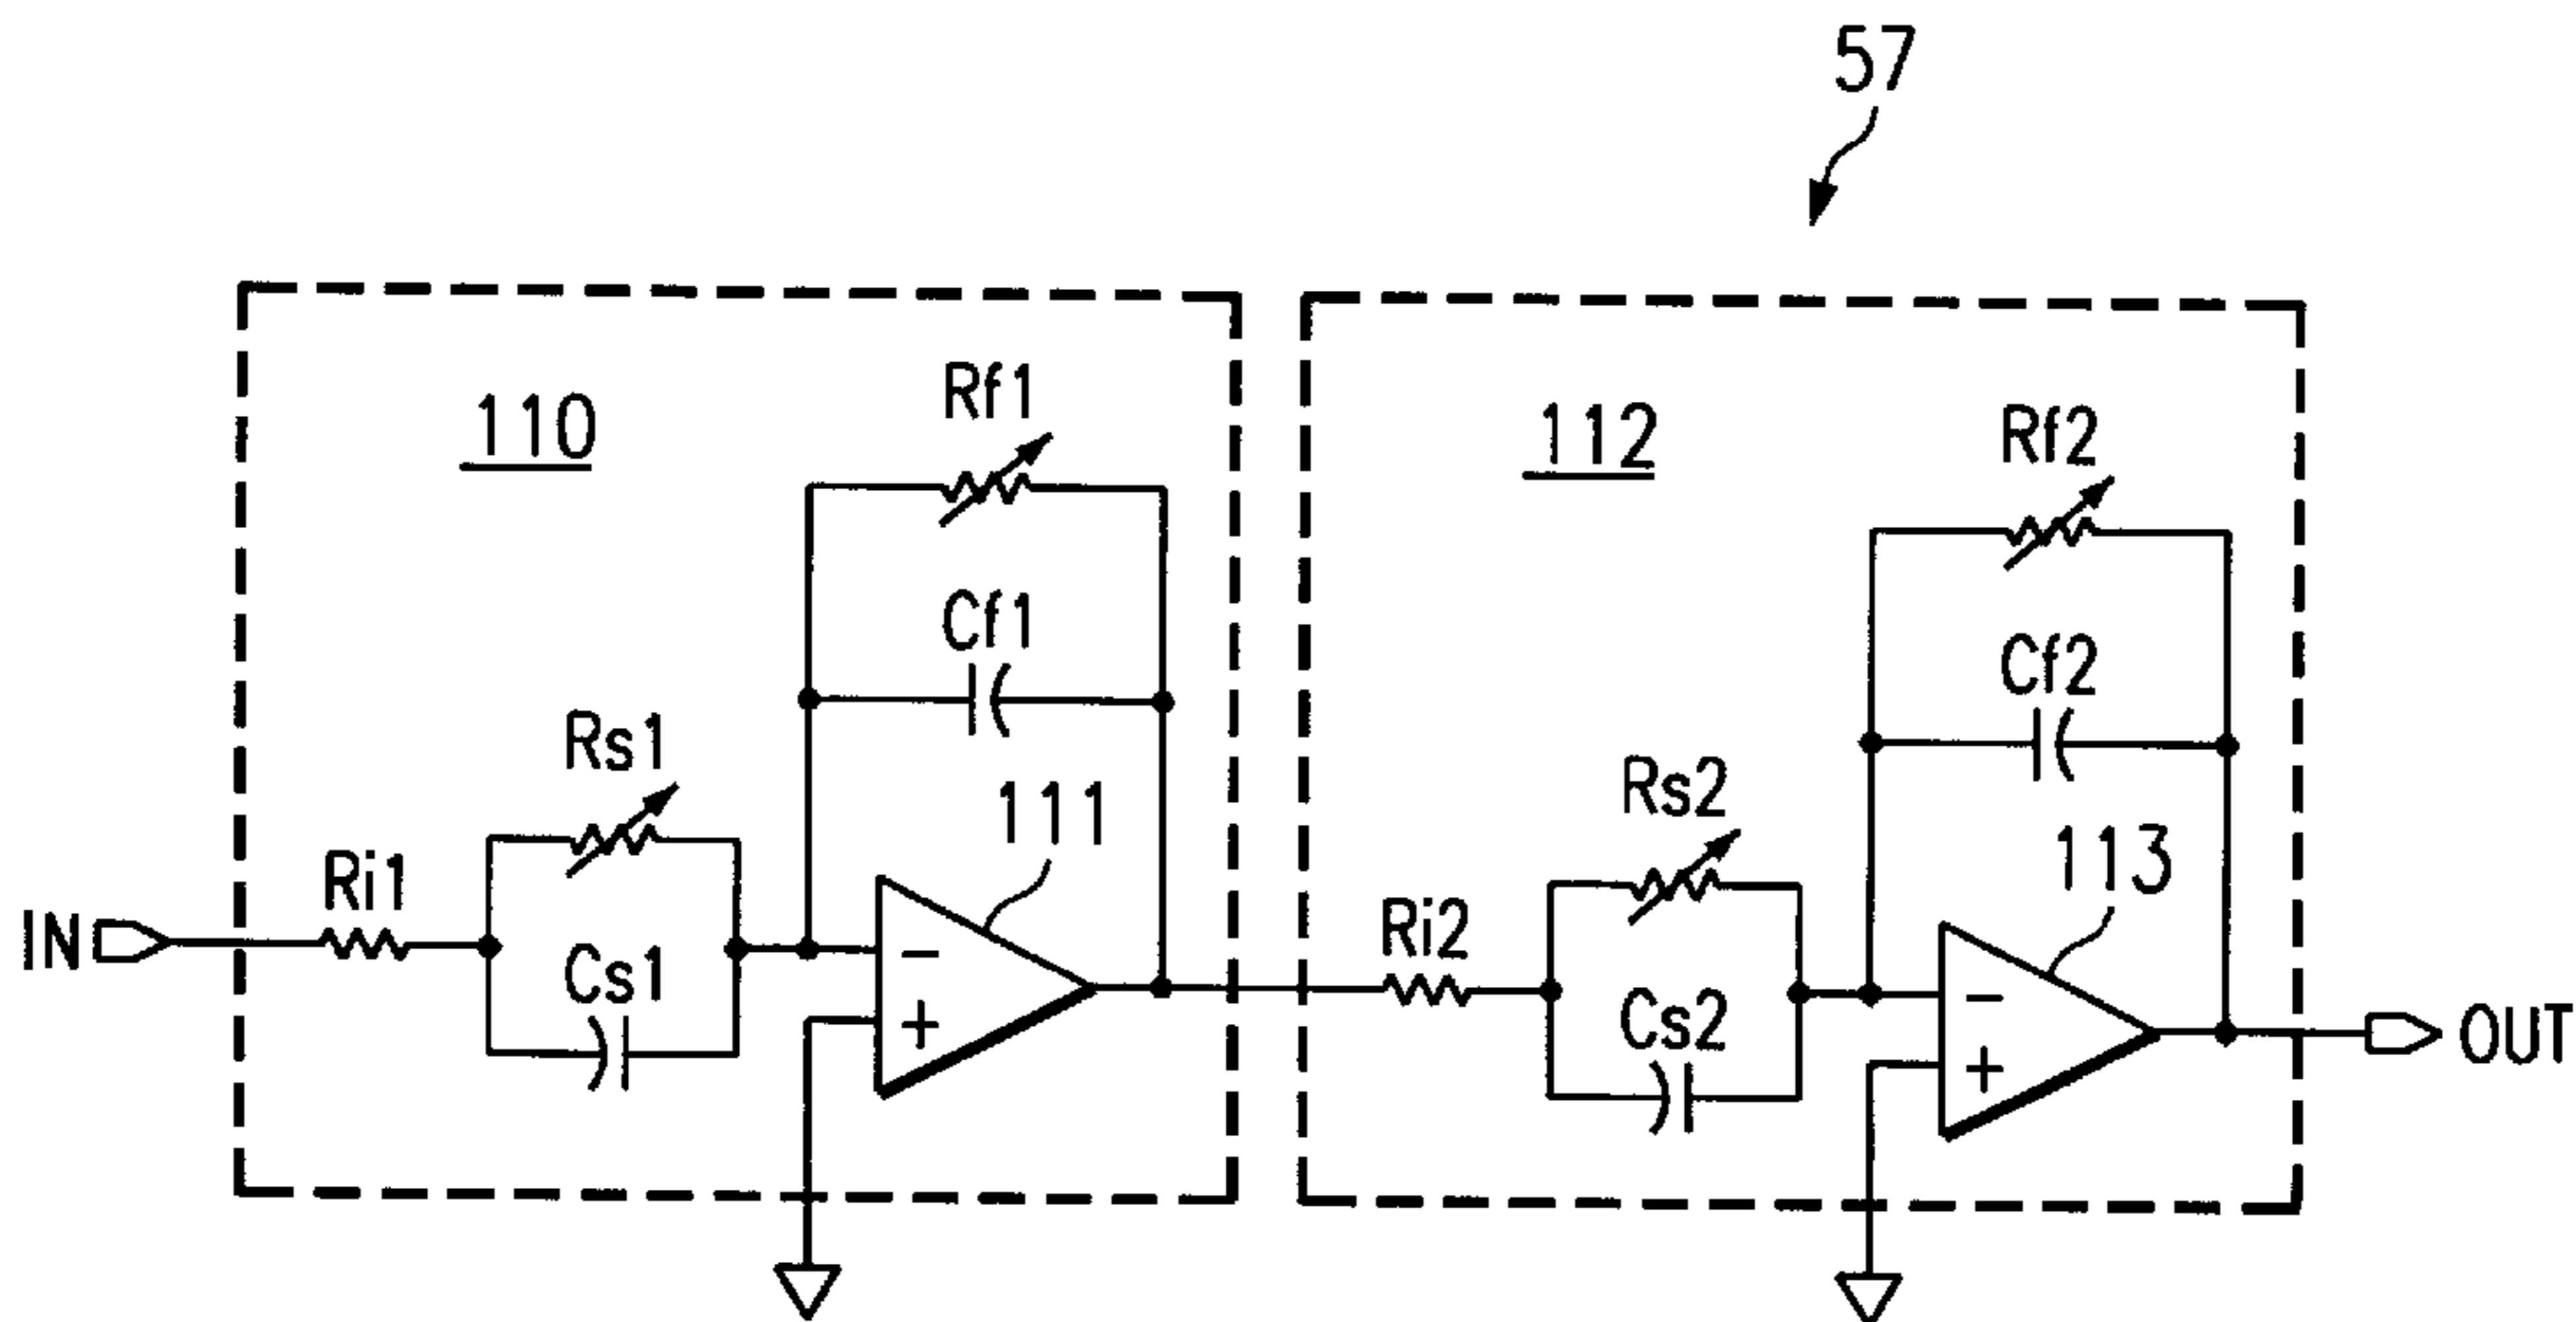 57
110
Rf1
Cf1
Rs1
111
Ri1
Cs1
IN
-
+
112
Rf2
Cf2
Rs2
113
Ri2
Cs2
-
+
OUT